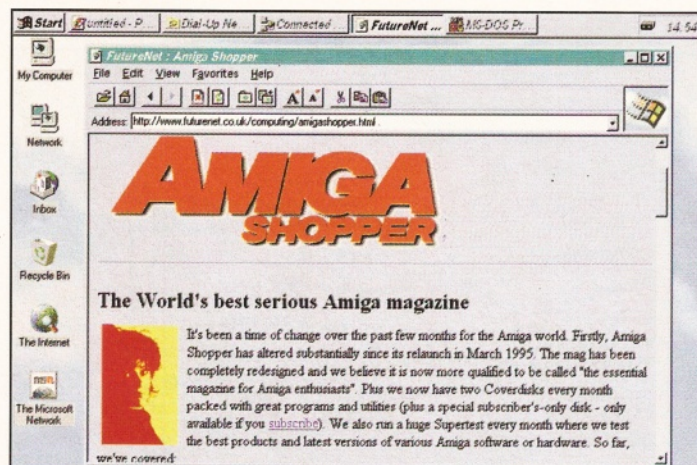 Start untitled - P... Dial-Up Ne... Connected... FutureNet ... MS-DOS Pr... 14:54
My Computer
Network
Inbox
Recycle Bin
The Internet
msn
The Microsoft
Network
FutureNet : Amiga Shopper
File Edit View Favorites Help
Address: http://www.futurenet.co.uk/computing/amigashopper.html
AMIGA
SHOPPER
The World's best serious Amiga magazine
It's been a time of change over the past few months for the Amiga world. Firstly, Amiga
Shopper has altered substantially since its relaunch in March 1995. The mag has been
completely redesigned and we believe it is now more qualified to be called "the essential
magazine for Amiga enthusiasts". Plus we now have two Coverdisks every month
packed with great programs and utilities (plus a special subscriber's-only disk - only
available if you subscribe). We also run a huge Supertest every month where we test
the best products and latest versions of various Amiga software or hardware. So far,
we've covered: